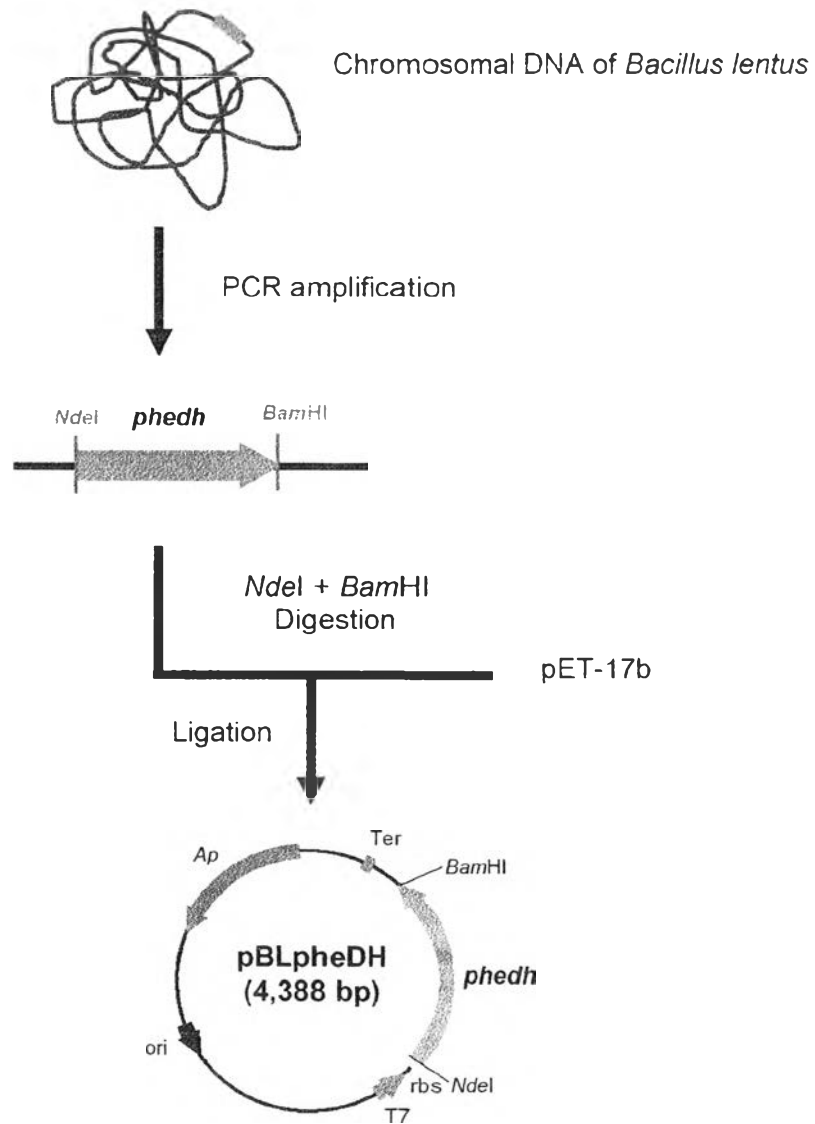 Chromosomal DNA of Bacillus lentus
PCR amplification
NdeI phedh BamHI
NdeI + BamHI
Digestion
pET-17b
Ligation
Ter
Ap
BamHI
pBLpheDH
(4,388 bp)
phedh
ori
rbs NdeI
T7